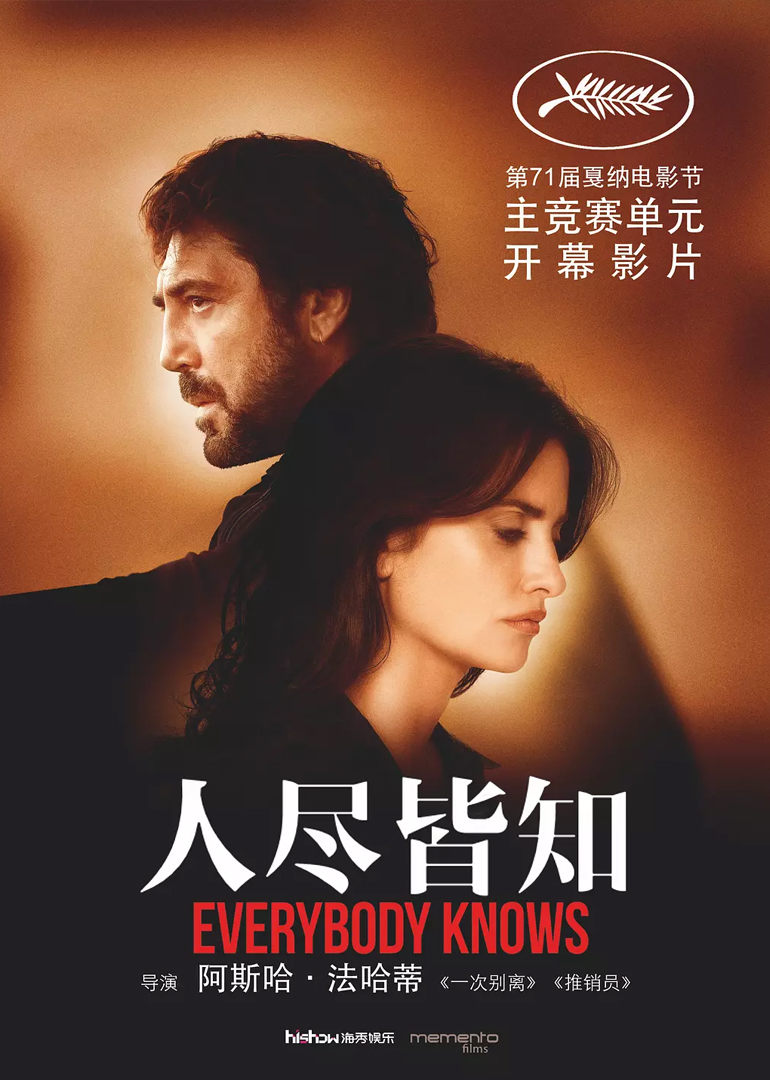 第71届戛纳电影节
主竞赛单元
开幕影片
人尽皆知
EVERYBODY KNOWS
导演 阿斯哈·法哈蒂 《一次别离》《推销员》
hishow海秀娱乐 memento films